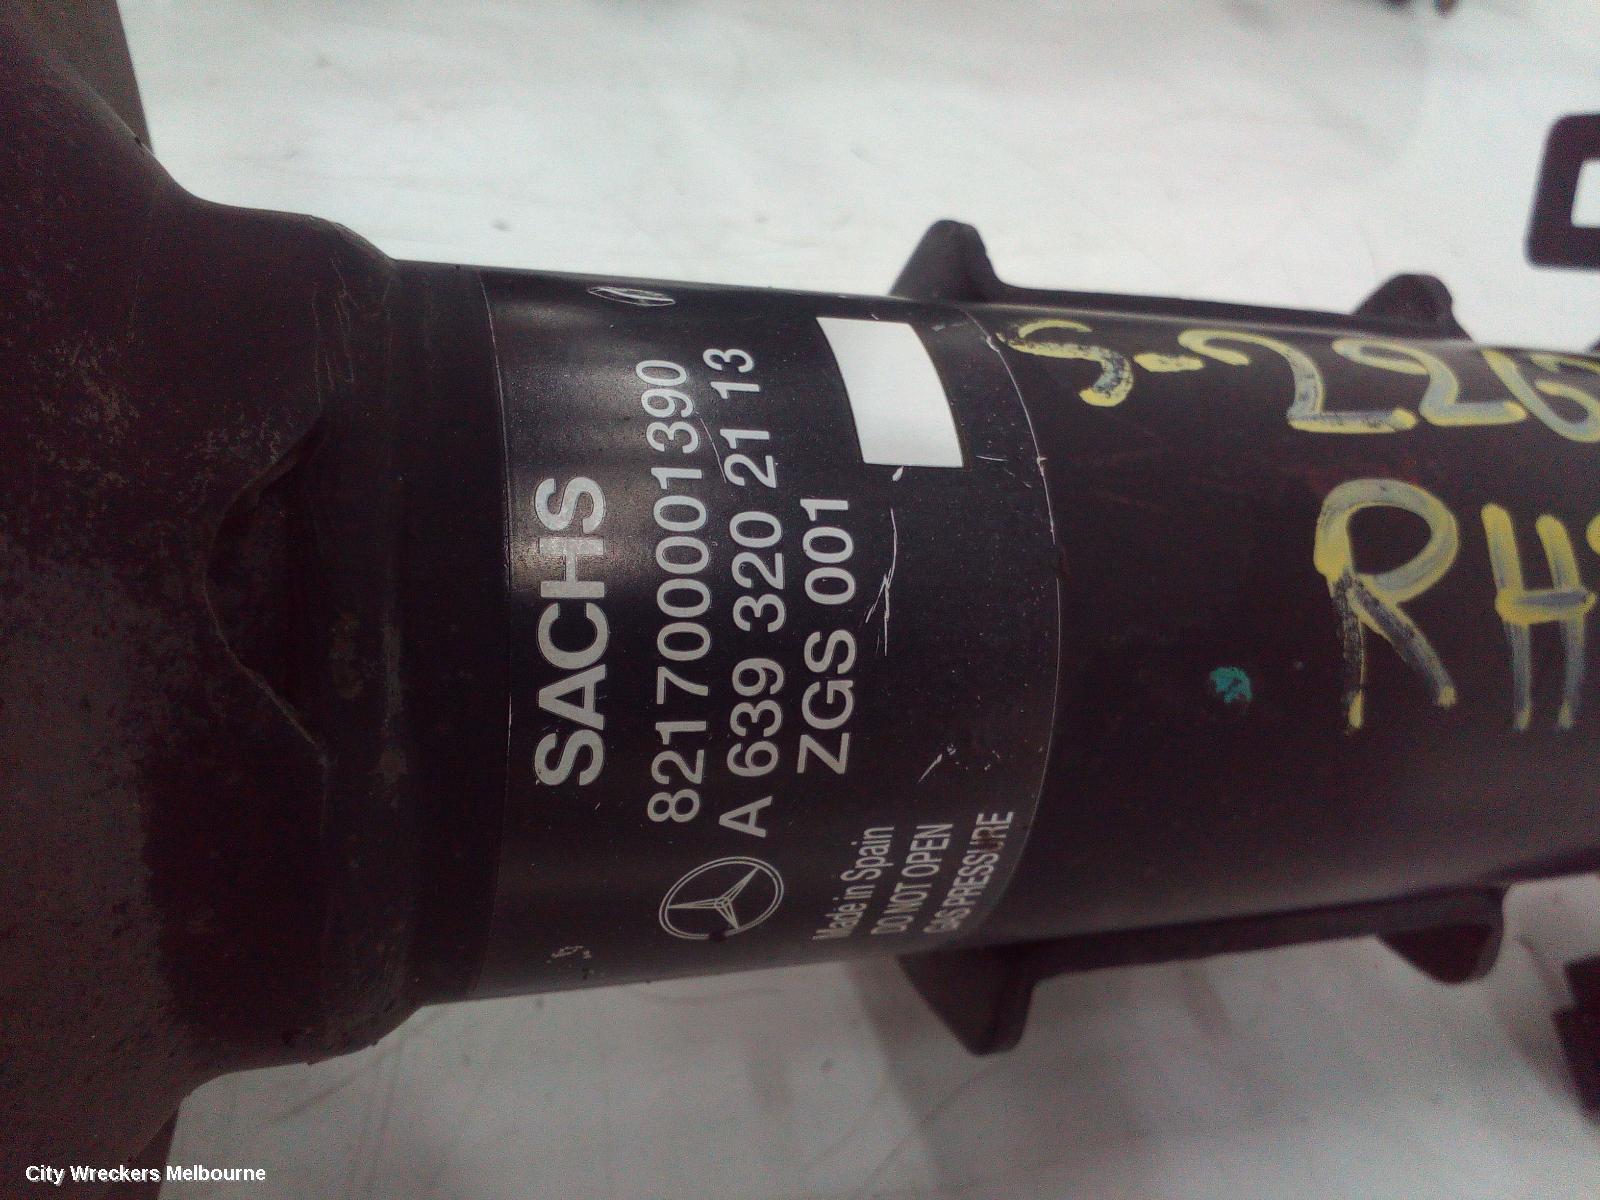 SACHS
8217000001390
A 639 320 21 13
ZGS 001
Made in Spain
DO NOT OPEN
GAS PRESSURE
RH
City Wreckers Melbourne